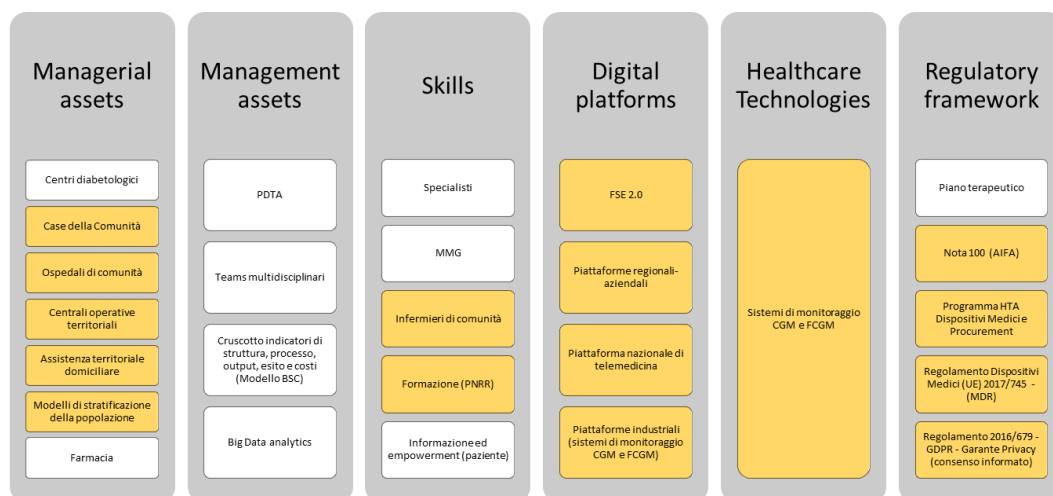 Managerial
assets
Centri diabetologici
Case della Comunità
Ospedali di comunità
Centrali operative
territoriali
Assistenza territoriale
domiciliare
Modelli di stratificazione
della popolazione
Farmacia
Management
assets
PDTA
Teams multidisciplinari
Cruscotto indicatori di
struttura, processo,
output, esito e costi
(Modello BSC)
Big Data analytics
Skills
Specialisti
MMG
Infermieri di comunità
Formazione (PNRR)
Informazione ed
empowerment (paziente)
Digital
platforms
FSE 2.0
Piattaforme regionali-
aziendali
Piattaforma nazionale di
telemedicina
Piattaforme industriali
(sistemi di monitoraggio
CGM e FCGM)
Healthcare
Technologies
Sistemi di monitoraggio
CGM e FCGM
Regulatory
framework
Piano terapeutico
Nota 100 (AIFA)
Programma HTA
Dispositivi Medici e
Procurement
Regolamento Dispositivi
Medici (UE) 2017/745 -
(MDR)
Regolamento 2016/679 -
GDPR - Garante Privacy
(consenso informato)